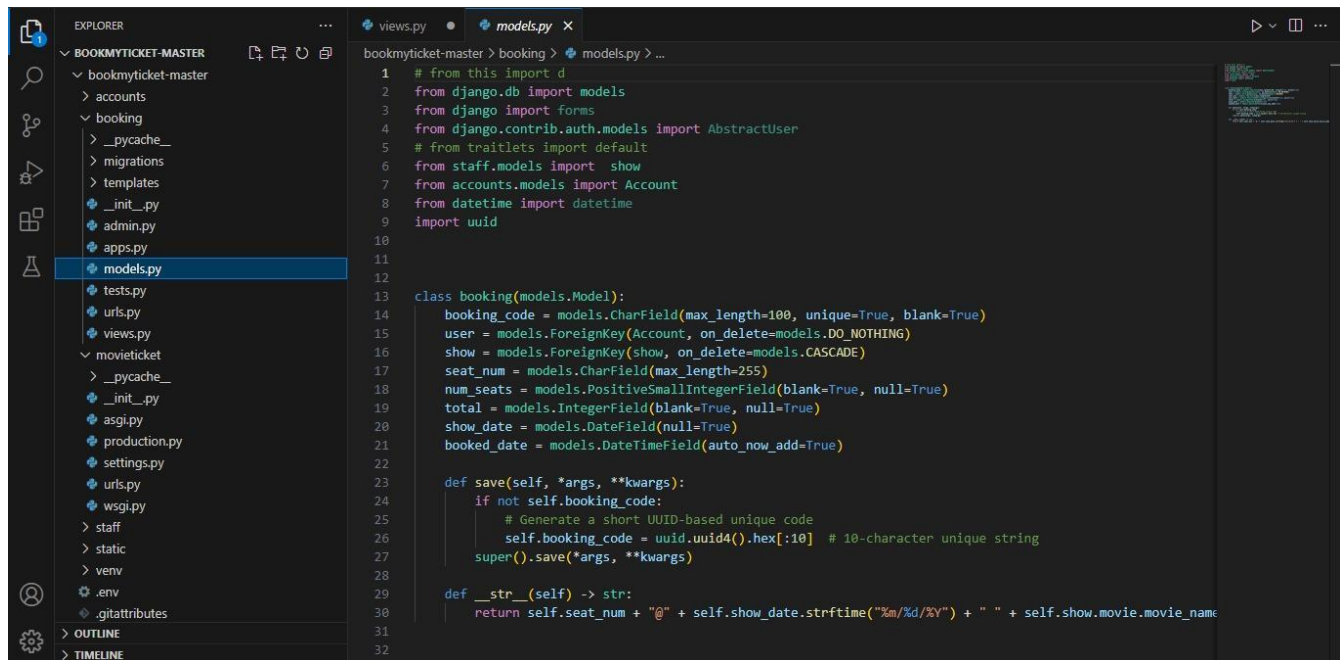 EXPLORER
BOOKMYTICKET-MASTER
bookmyticket-master
accounts
booking
__pycache__
migrations
templates
__init__.py
admin.py
apps.py
models.py
tests.py
urls.py
views.py
movieticket
__pycache__
__init__.py
asgi.py
production.py
settings.py
urls.py
wsgi.py
staff
static
venv
.env
.gitattributes
OUTLINE
TIMELINE
1
views.py models.py
bookmyticket-master > booking > models.py > ...
1 # from this import d
2 from django.db import models
3 from django import forms
4 from django.contrib.auth.models import AbstractUser
5 # from traitlets import default
6 from staff.models import  show
7 from accounts.models import Account
8 from datetime import datetime
9 import uuid
10
11
12
13 class booking(models.Model):
14     booking_code = models.CharField(max_length=100, unique=True, blank=True)
15     user = models.ForeignKey(Account, on_delete=models.DO_NOTHING)
16     show = models.ForeignKey(show, on_delete=models.CASCADE)
17     seat_num = models.CharField(max_length=255)
18     num_seats = models.PositiveSmallIntegerField(blank=True, null=True)
19     total = models.IntegerField(blank=True, null=True)
20     show_date = models.DateField(null=True)
21     booked_date = models.DateTimeField(auto_now_add=True)
22
23     def save(self, *args, **kwargs):
24         if not self.booking_code:
25             # Generate a short UUID-based unique code
26             self.booking_code = uuid.uuid4().hex[:10]  # 10-character unique string
27         super().save(*args, **kwargs)
28
29     def __str__(self) -> str:
30         return self.seat_num + "@" + self.show_date.strftime("%m/%d/%Y") + " " + self.show.movie.movie_name
31
32